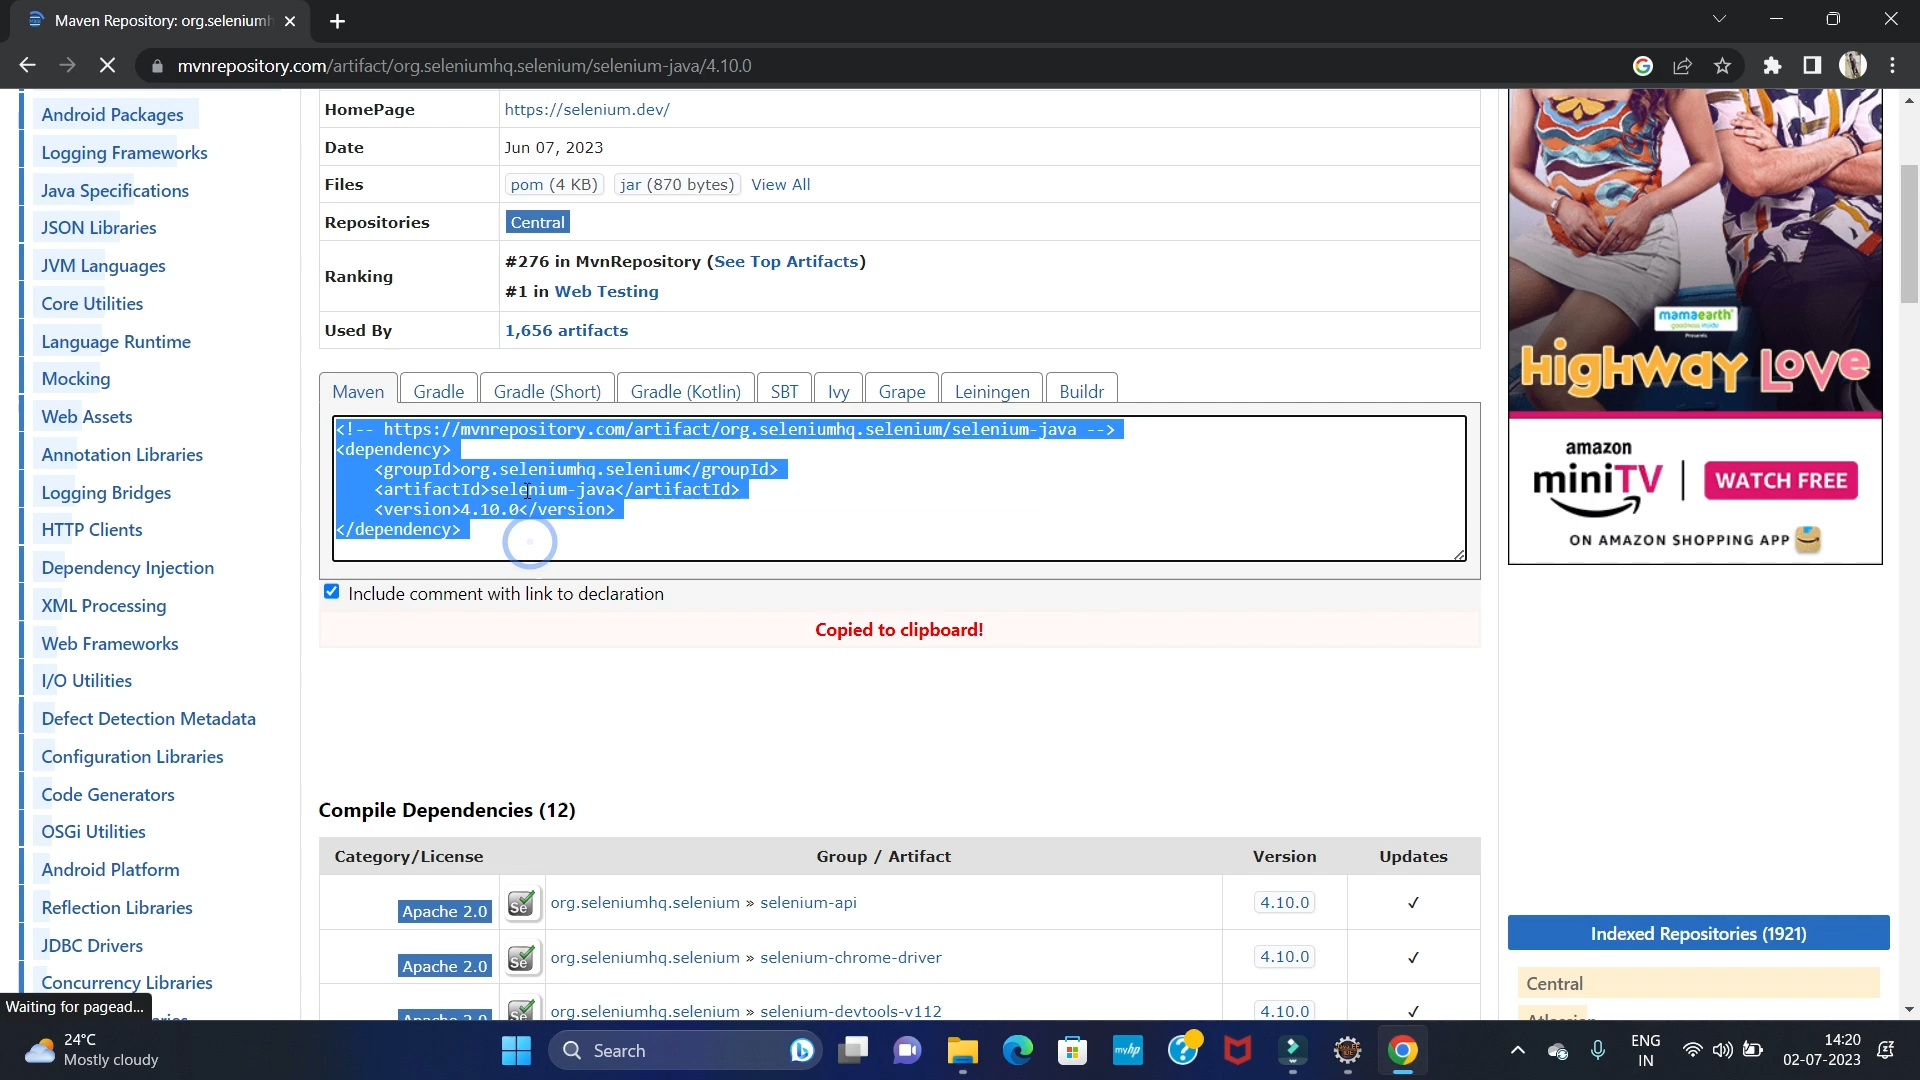 Maven Repository: org.seleniumh
mvnrepository.com/artifact/org.seleniumhq.selenium/selenium-java/4.10.0
Android Packages
Logging Frameworks
Java Specifications
JSON Libraries
JVM Languages
Core Utilities
Language Runtime
Mocking
Web Assets
Annotation Libraries
Logging Bridges
HTTP Clients
Dependency Injection
XML Processing
Web Frameworks
I/O Utilities
Defect Detection Metadata
Configuration Libraries
Code Generators
OSGi Utilities
Android Platform
Reflection Libraries
JDBC Drivers
Concurrency Libraries
Waiting for pagead...
HomePage https://selenium.dev/
Date Jun 07, 2023
Files pom (4 KB) jar (870 bytes) View All
Repositories Central
Ranking #276 in MvnRepository (See Top Artifacts)
#1 in Web Testing
Used By 1,656 artifacts
Maven Gradle Gradle (Short) Gradle (Kotlin) SBT Ivy Grape Leiningen Buildr
<!-- https://mvnrepository.com/artifact/org.seleniumhq.selenium/selenium-java -->
<dependency>
<groupId>org.seleniumhq.selenium</groupId>
<artifactId>selenium-java</artifactId>
<version>4.10.0</version>
</dependency>
Include comment with link to declaration
Copied to clipboard!
Compile Dependencies (12)
Category/License Group / Artifact Version Updates
Apache 2.0 Se org.seleniumhq.selenium » selenium-api 4.10.0 ✓
Apache 2.0 Se org.seleniumhq.selenium » selenium-chrome-driver 4.10.0 ✓
Apache 2.0 Se org.seleniumhq.selenium » selenium-devtools-v112 4.10.0 ✓
mamaearth
Presents
Highway Love
amazon
miniTV | WATCH FREE
ON AMAZON SHOPPING APP
Indexed Repositories (1921)
Central
Atlassian
24°C
Mostly cloudy
Search
myhp
ENG
IN
14:20
02-07-2023